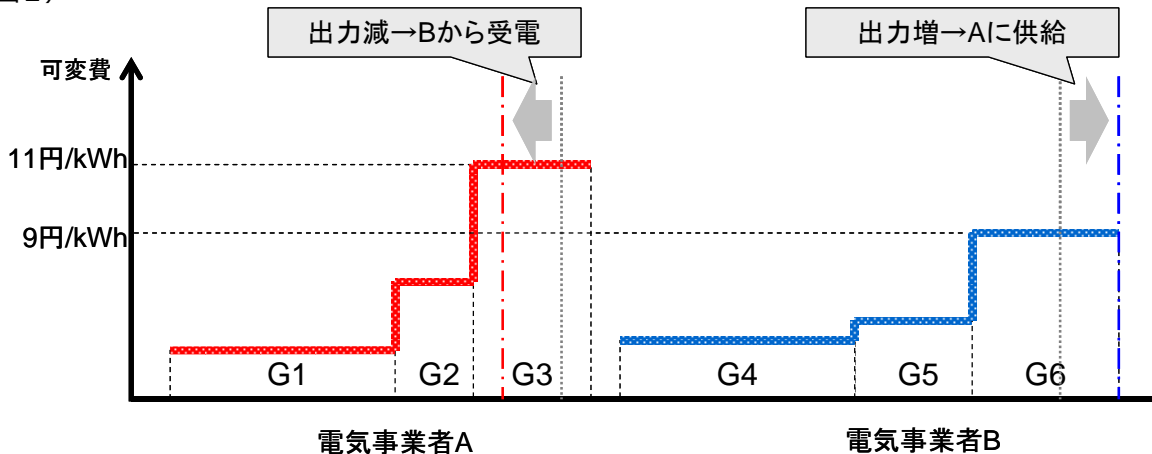 出力減→Bから受電
出力増→Aに供給
可変費
11円/kWh
9円/kWh
G1
G2
G3
G4
G5
G6
電気事業者A
電気事業者B